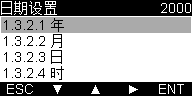 日期设置 2000
1.3.2.1 年
1.3.2.2 月
1.3.2.3 日
1.3.2.4 时
ESC ▼ ▲ ▶ ENT